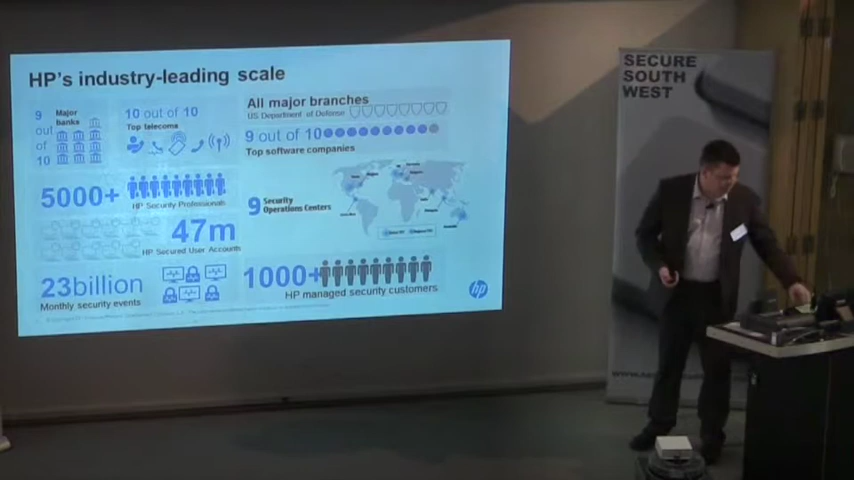 HP's industry-leading scale
9
out
of
10
Major
banks
10 out of 10
Top telecoms
All major branches
US Department of Defense
9 out of 10
Top software companies
5000+
HP Security Professionals
9 Security
Operations Centers
47m
HP Secured User Accounts
23billion
Monthly security events
1000+
HP managed security customers
hp
SECURE
SOUTH
WEST